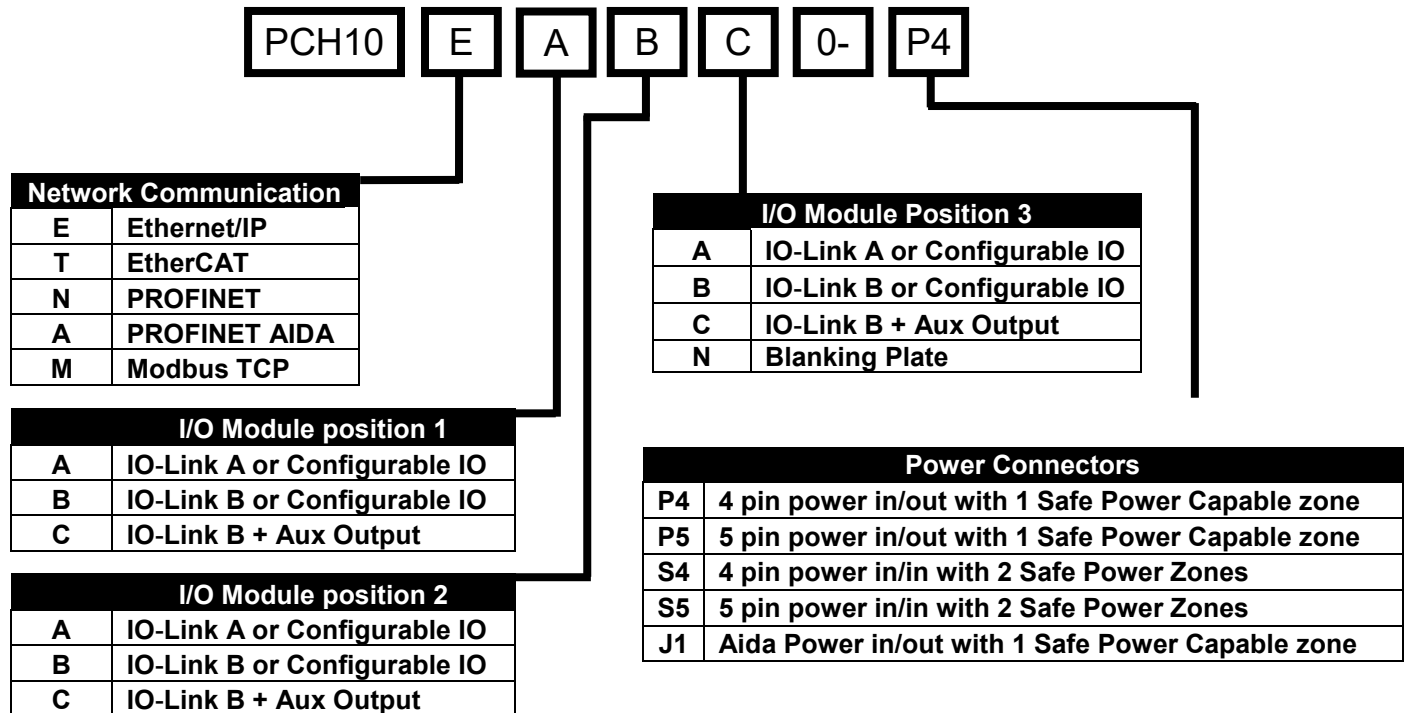 PCH10 E A B C 0- P4
Network Communication
E Ethernet/IP
T EtherCAT
N PROFINET
A PROFINET AIDA
M Modbus TCP
I/O Module position 1
A IO-Link A or Configurable IO
B IO-Link B or Configurable IO
C IO-Link B + Aux Output
I/O Module position 2
A IO-Link A or Configurable IO
B IO-Link B or Configurable IO
C IO-Link B + Aux Output
I/O Module Position 3
A IO-Link A or Configurable IO
B IO-Link B or Configurable IO
C IO-Link B + Aux Output
N Blanking Plate
Power Connectors
P4 4 pin power in/out with 1 Safe Power Capable zone
P5 5 pin power in/out with 1 Safe Power Capable zone
S4 4 pin power in/in with 2 Safe Power Zones
S5 5 pin power in/in with 2 Safe Power Zones
J1 Aida Power in/out with 1 Safe Power Capable zone